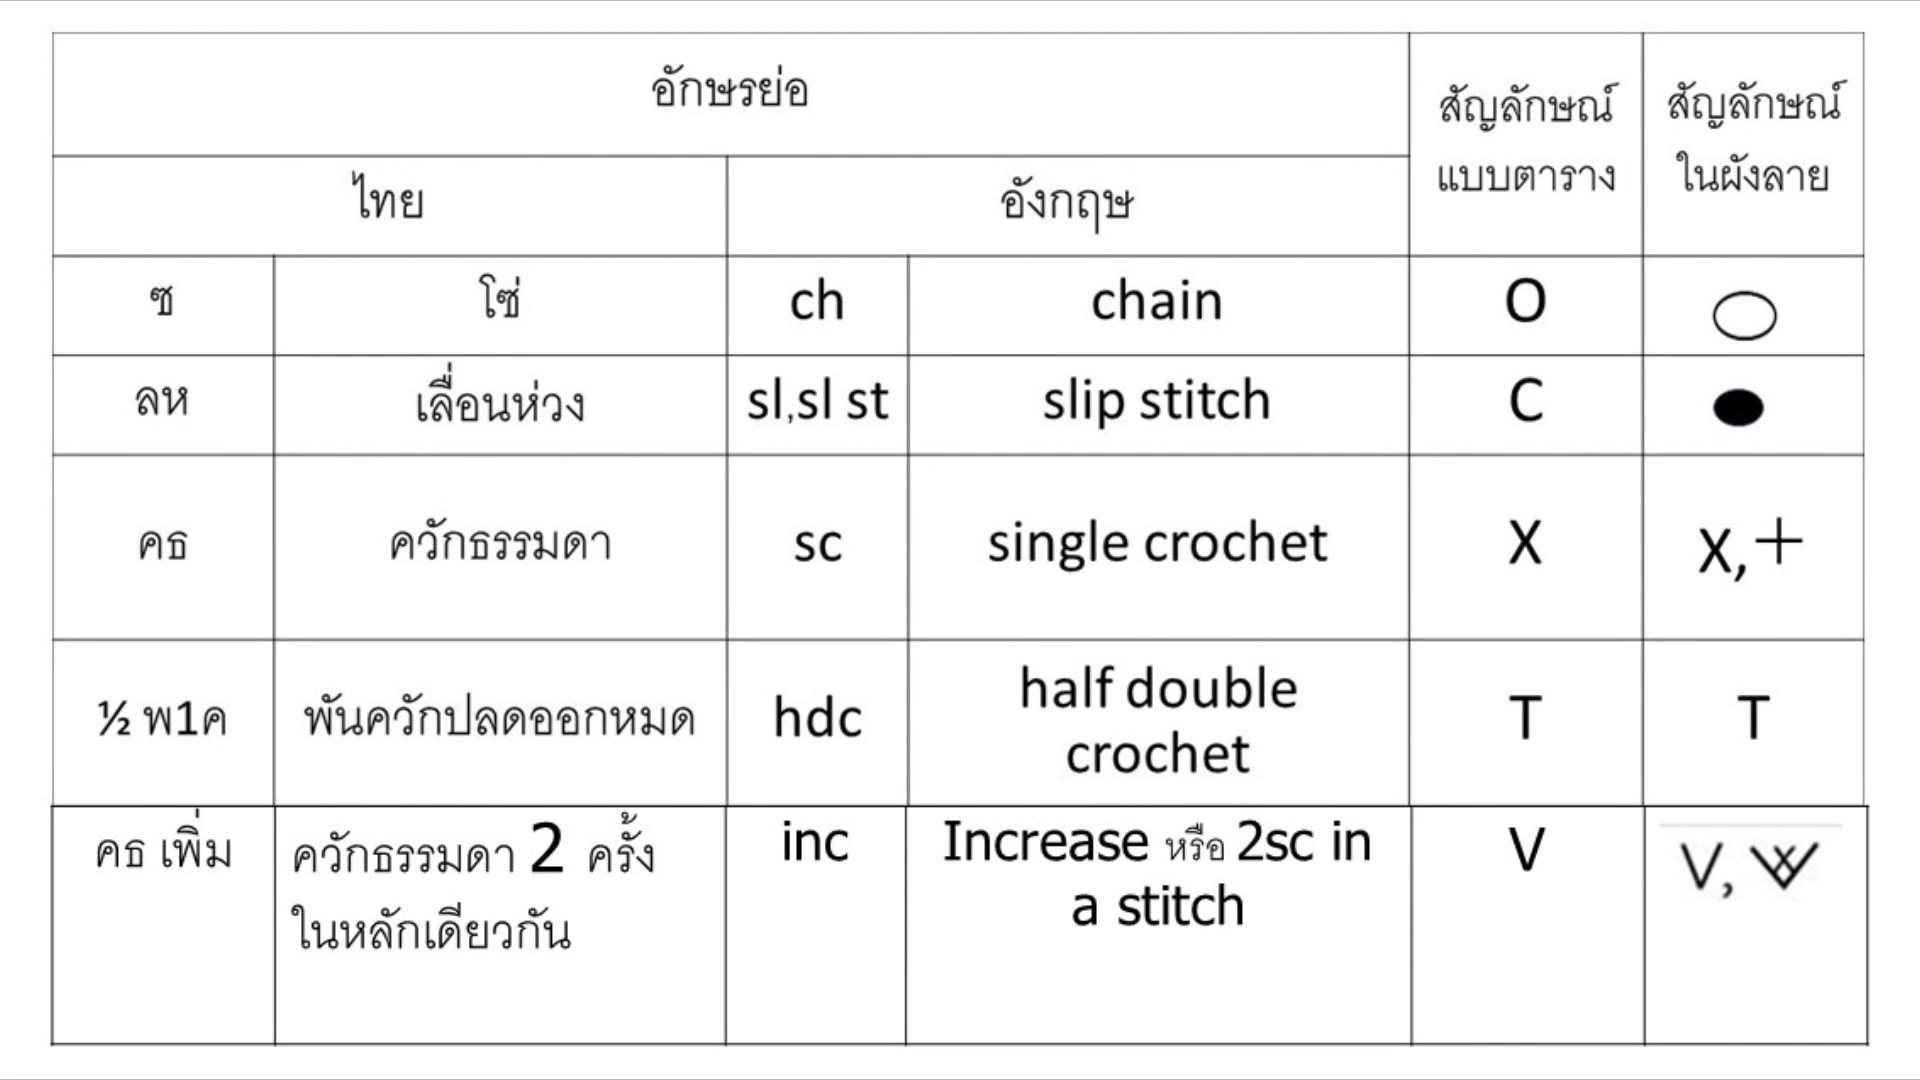 อักษรย่อ
สัญลักษณ์
แบบตาราง
สัญลักษณ์
ในผังลาย
ไทย
อังกฤษ
ซ โซ่ ch chain O
ลห เลื่อนห่วง sl,sl st slip stitch C
คธ ควักธรรมดา sc single crochet X X,+
½ พ1ค พันควักปลดออกหมด hdc half double
crochet T T
คธ เพิ่ม ควักธรรมดา 2 ครั้ง
ในหลักเดียวกัน inc Increase หรือ 2sc in
a stitch V V,